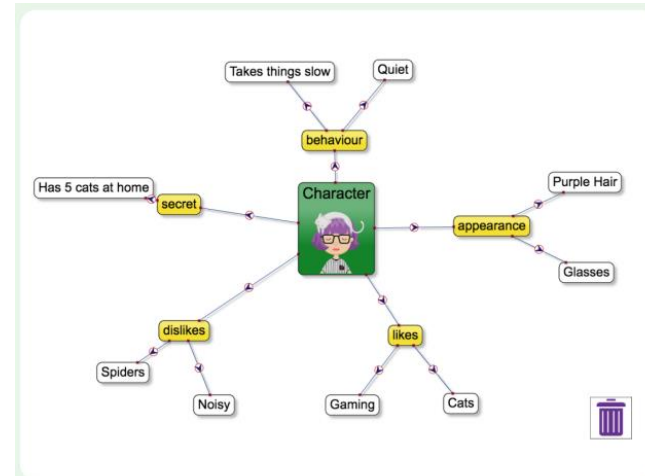 Takes things slow
Quiet
behaviour
Has 5 cats at home
secret
Character
Purple Hair
appearance
Glasses
dislikes
likes
Spiders
Noisy
Gaming
Cats